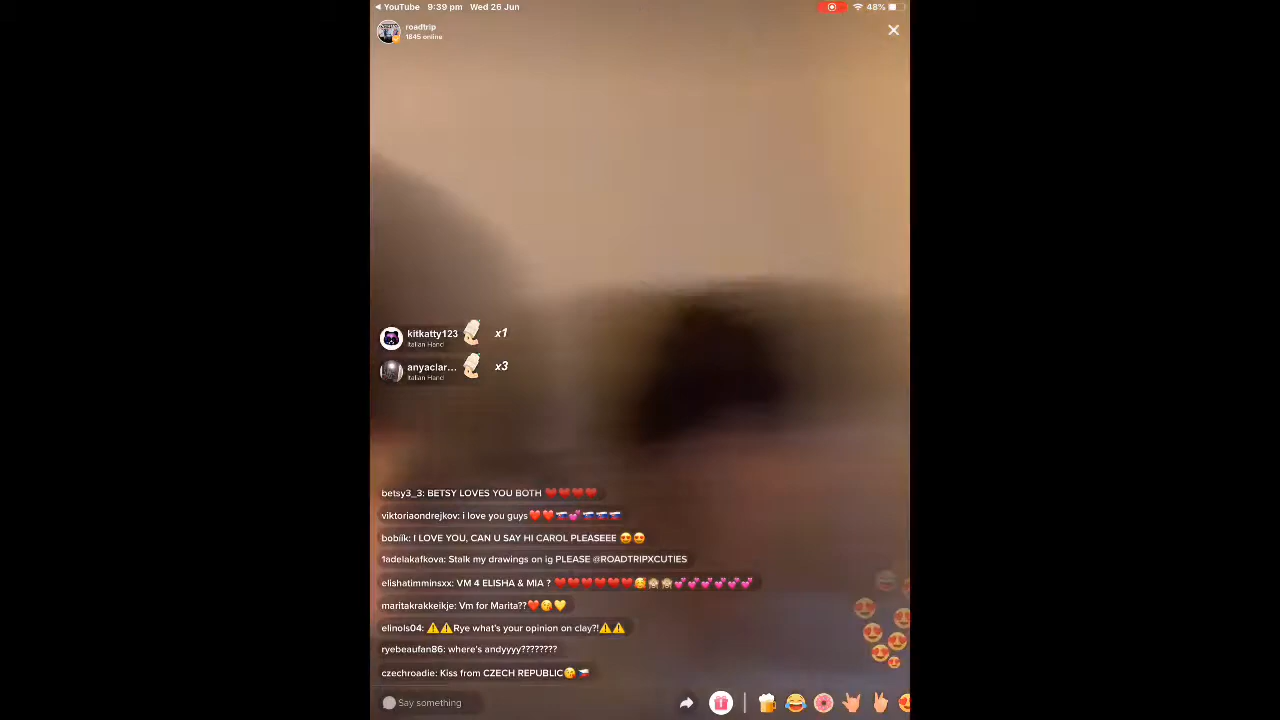 YouTube 9:39 pm Wed 26 Jun 48%
roadtrip
1845 online
kitkatty123 x1
Italian Hand
anyaclar... x3
Italian Hand
betsy3_3: BETSY LOVES YOU BOTH ❤️❤️❤️❤️
viktoriaondrejkov: i love you guys❤️❤️🇸🇰💕🇸🇰🇸🇰🇸🇰
bobiik: I LOVE YOU, CAN U SAY HI CAROL PLEASEEE 😍😍
1adelakafkova: Stalk my drawings on ig PLEASE @ROADTRIPXCUTIES
elishatimminsxx: VM 4 ELISHA & MIA ? ❤️❤️❤️❤️❤️❤️🥰🙈🙈💕💕💕💕💕💕
maritakrakkeikje: Vm for Marita??❤️😘💛
elinols04: ⚠️⚠️Rye what's your opinion on clay?!⚠️⚠️
ryebeaufan86: where's andyyyy????????
czechroadie: Kiss from CZECH REPUBLIC😘🇨🇿
Say something